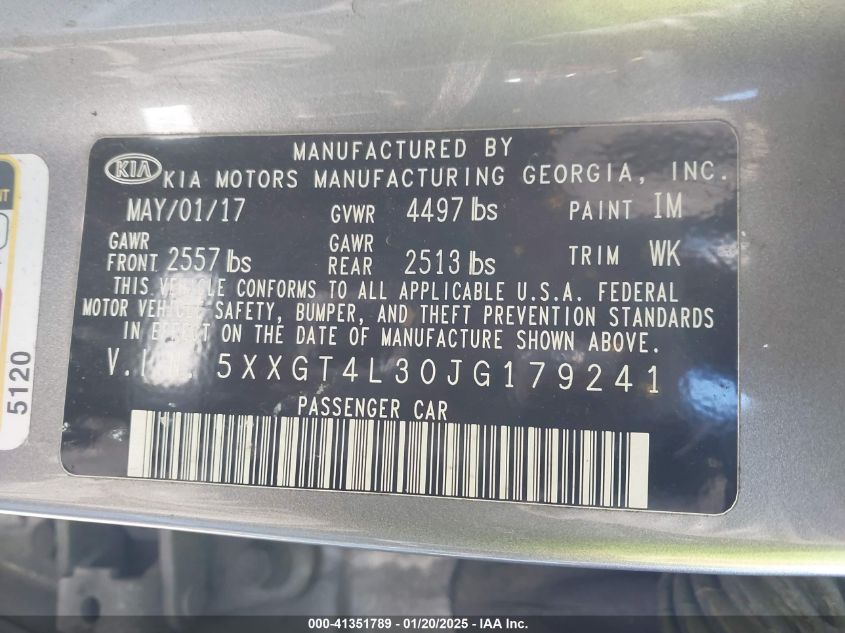 MANUFACTURED BY
KIA KIA MOTORS MANUFACTURING GEORGIA, INC.
MAY/01/17 GVWR 4497 lbs PAINT IM
GAWR FRONT 2557 lbs GAWR REAR 2513 lbs TRIM WK
THIS VEHICLE CONFORMS TO ALL APPLICABLE U.S.A. FEDERAL
MOTOR VEHICLE SAFETY, BUMPER, AND THEFT PREVENTION STANDARDS
IN EFFECT ON THE DATE OF MANUFACTURE SHOWN ABOVE.
V.I.N. 5XXGT4L30JG179241
PASSENGER CAR
5120
000-41351789 - 01/20/2025 - IAA Inc.